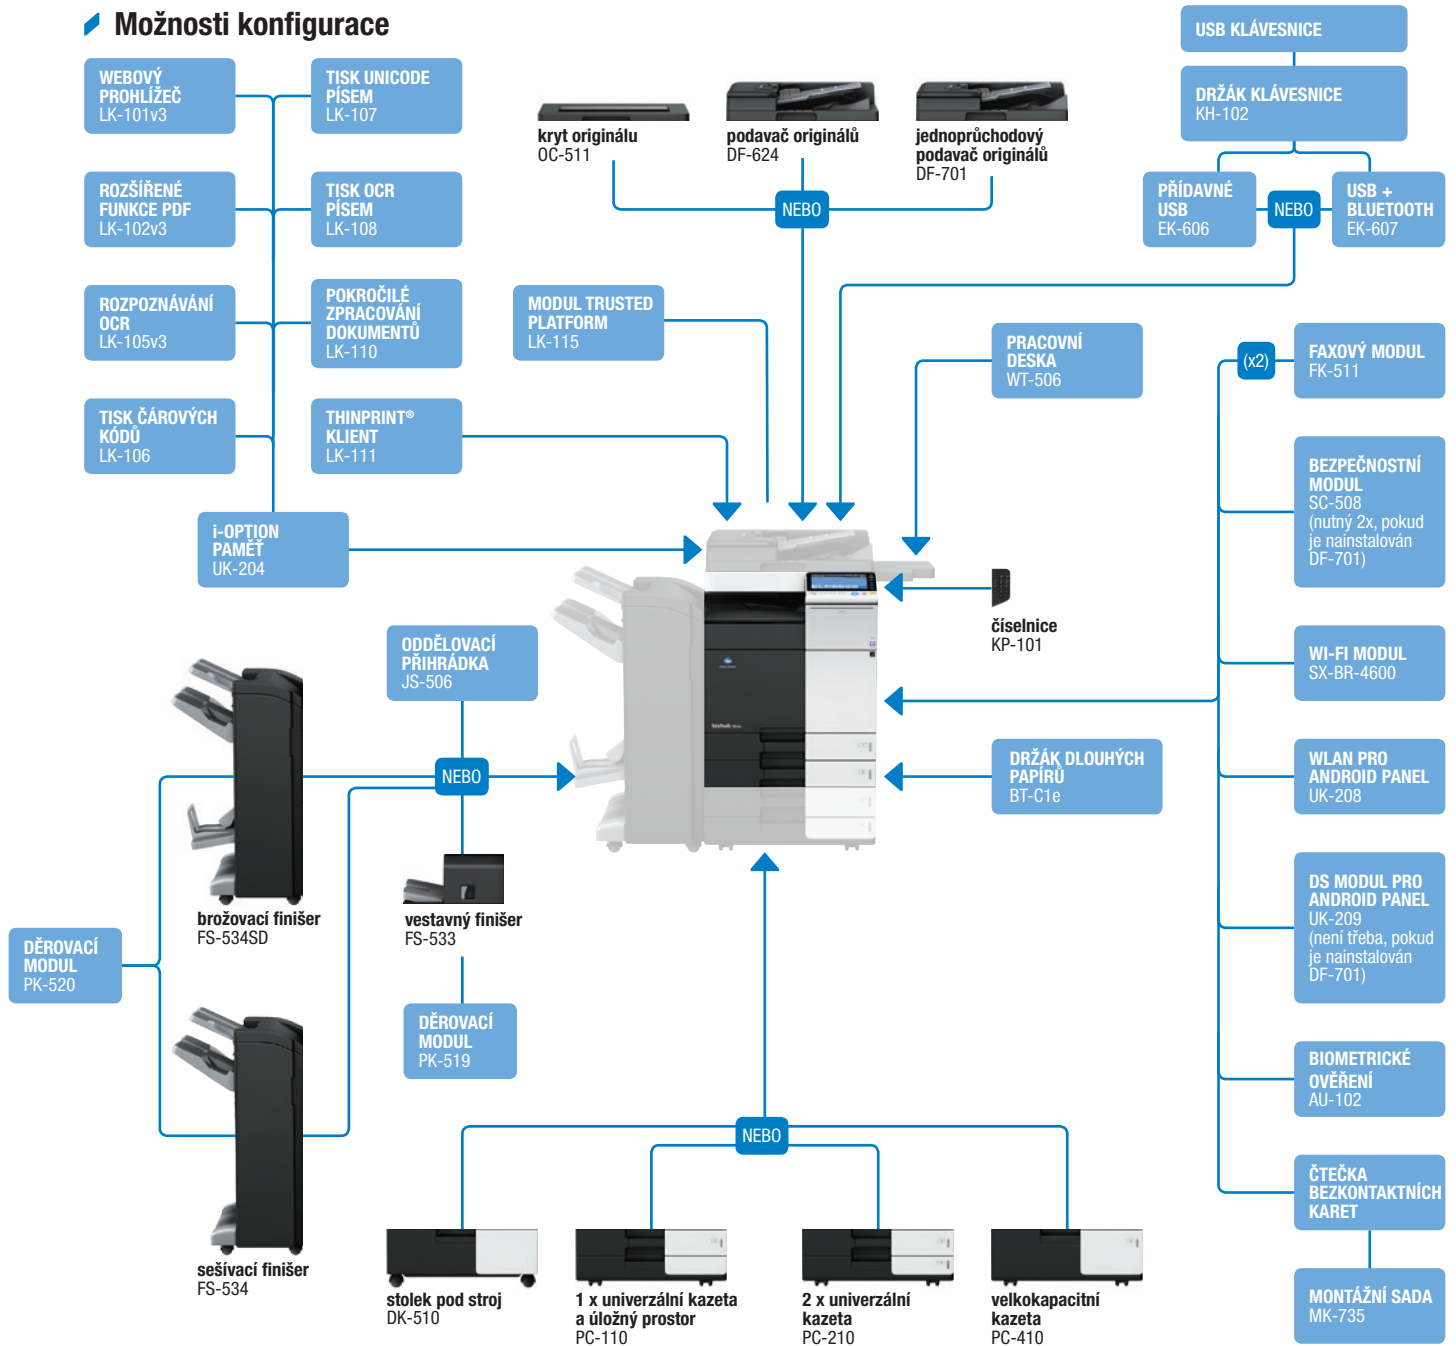 Možnosti konfigurace
WEBOVÝ
PROHLÍŽEČ
LK-101v3
TISK UNICODE
PÍSEM
LK-107
ROZŠÍŘENÉ
FUNKCE PDF
LK-102v3
TISK OCR
PÍSEM
LK-108
ROZPOZNÁVÁNÍ
OCR
LK-105v3
POKROČILÉ
ZPRACOVÁNÍ
DOKUMENTŮ
LK-110
TISK ČÁROVÝCH
KÓDŮ
LK-106
THINPRINT®
KLIENT
LK-111
i-OPTION
PAMĚŤ
UK-204
kryt originálu
OC-511
podavač originálů
DF-624
jednoprůchodový
podavač originálů
DF-701
NEBO
MODUL TRUSTED
PLATFORM
LK-115
USB KLÁVESNICE
DRŽÁK KLÁVESNICE
KH-102
PŘÍDAVNÉ
USB
EK-606
NEBO
USB +
BLUETOOTH
EK-607
PRACOVNÍ
DESKA
WT-506
(x2)
FAXOVÝ MODUL
FK-511
BEZPEČNOSTNÍ
MODUL
SC-508
(nutný 2x, pokud
je nainstalován
DF-701)
číselnice
KP-101
WI-FI MODUL
SX-BR-4600
ODDĚLOVACÍ
PŘIHRÁDKA
JS-506
NEBO
bizhub
DRŽÁK DLOUHÝCH
PAPÍRŮ
BT-C1e
WLAN PRO
ANDROID PANEL
UK-208
DS MODUL PRO
ANDROID PANEL
UK-209
(není třeba, pokud
je nainstalován
DF-701)
brožovací finišer
FS-534SD
vestavný finišer
FS-533
DĚROVACÍ
MODUL
PK-520
DĚROVACÍ
MODUL
PK-519
BIOMETRICKÉ
OVĚŘENÍ
AU-102
NEBO
ČTEČKA
BEZKONTAKTNÍCH
KARET
sešívací finišer
FS-534
stolek pod stroj
DK-510
1 x univerzální kazeta
a úložný prostor
PC-110
2 x univerzální
kazeta
PC-210
velkokapacitní
kazeta
PC-410
MONTÁŽNÍ SADA
MK-735